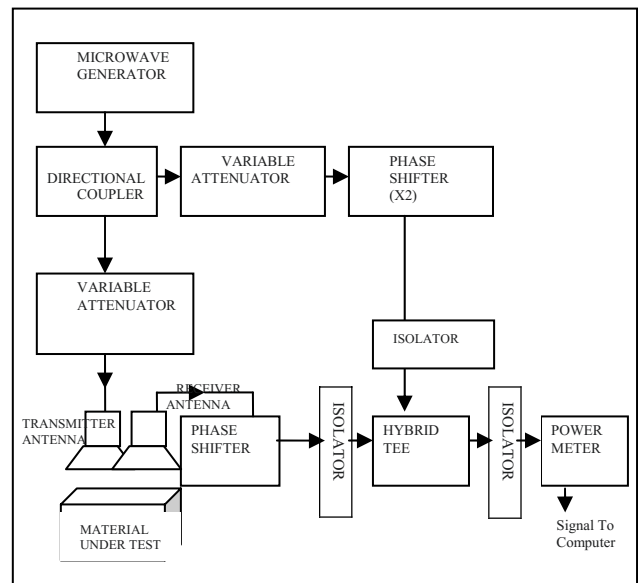 MICROWAVE
GENERATOR
DIRECTIONAL
COUPLER
VARIABLE
ATTENUATOR
PHASE
SHIFTER
(X2)
VARIABLE
ATTENUATOR
ISOLATOR
RECEIVER
ANTENNA
TRANSMITTER
ANTENNA
PHASE
SHIFTER
ISOLATOR
HYBRID
TEE
ISOLATOR
POWER
METER
MATERIAL
UNDER TEST
Signal To
Computer